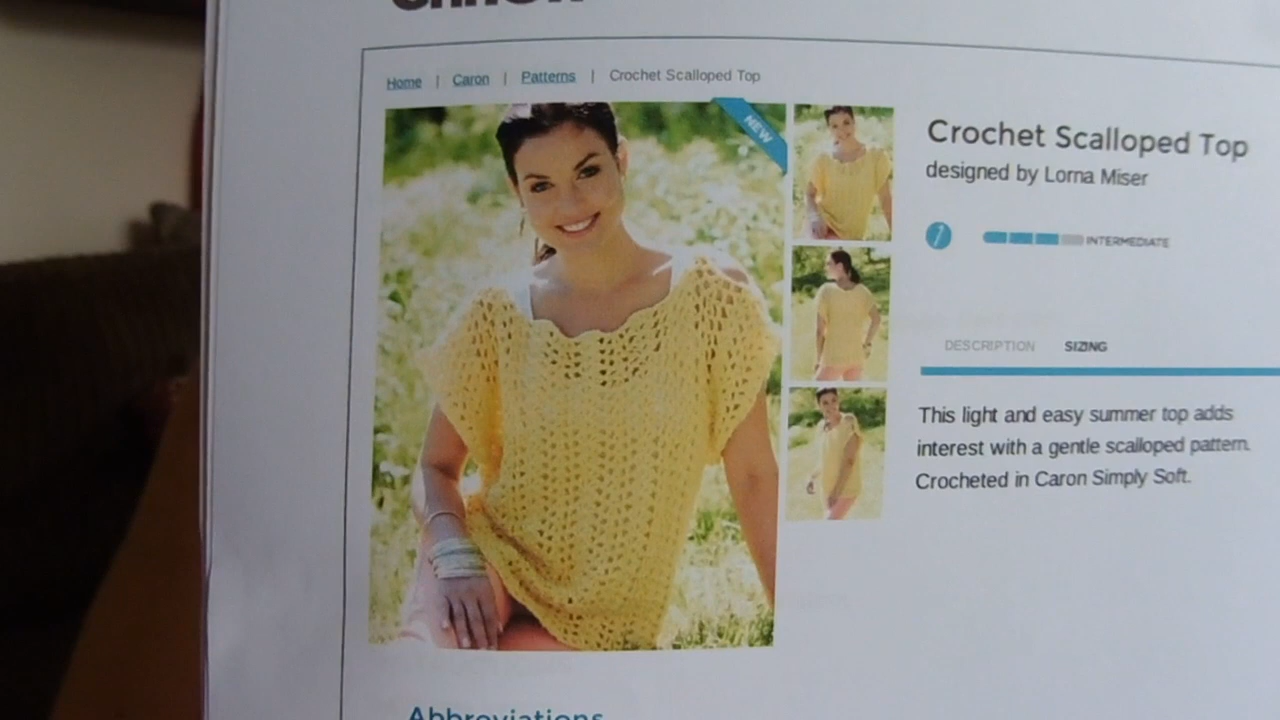 Home | Caron | Patterns | Crochet Scalloped Top
NEW
Crochet Scalloped Top
designed by Lorna Miser
INTERMEDIATE
DESCRIPTION SIZING
This light and easy summer top adds
interest with a gentle scalloped pattern.
Crocheted in Caron Simply Soft.
Abbreviations